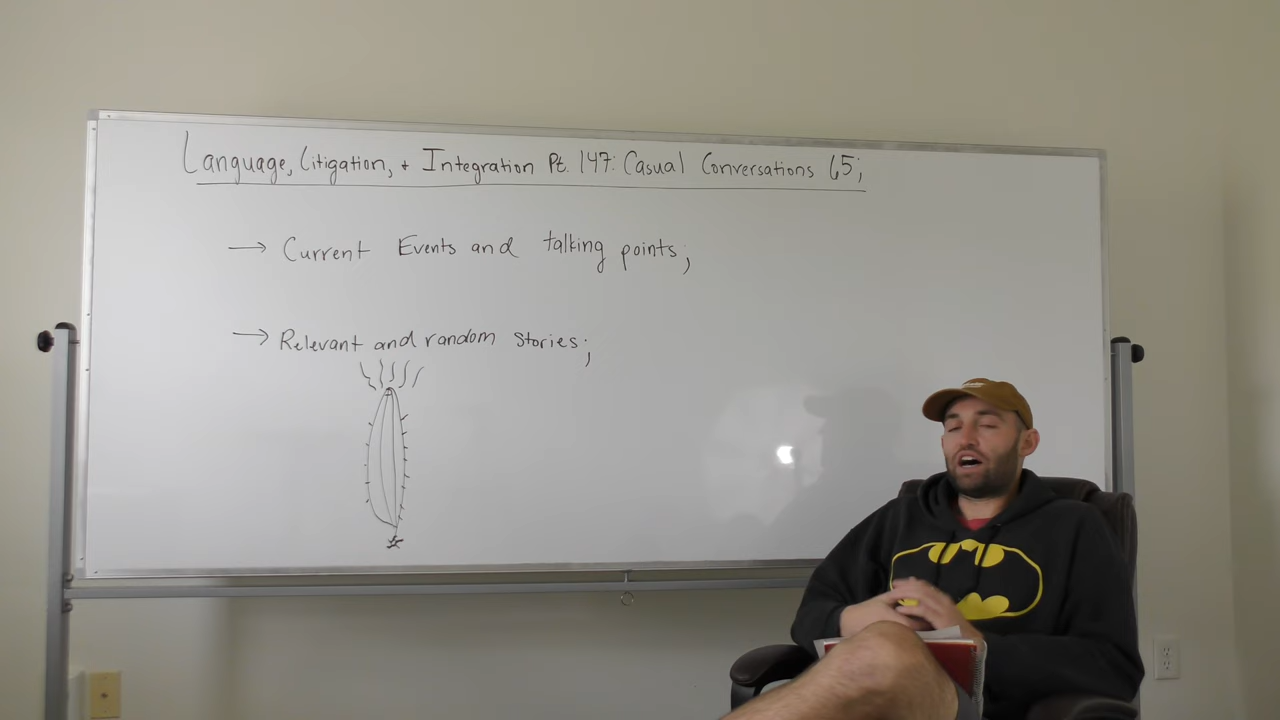 Language, Litigation, + Integration Pt. 147: Casual Conversations 65;
→ Current Events and talking points;
→ Relevant and random stories;